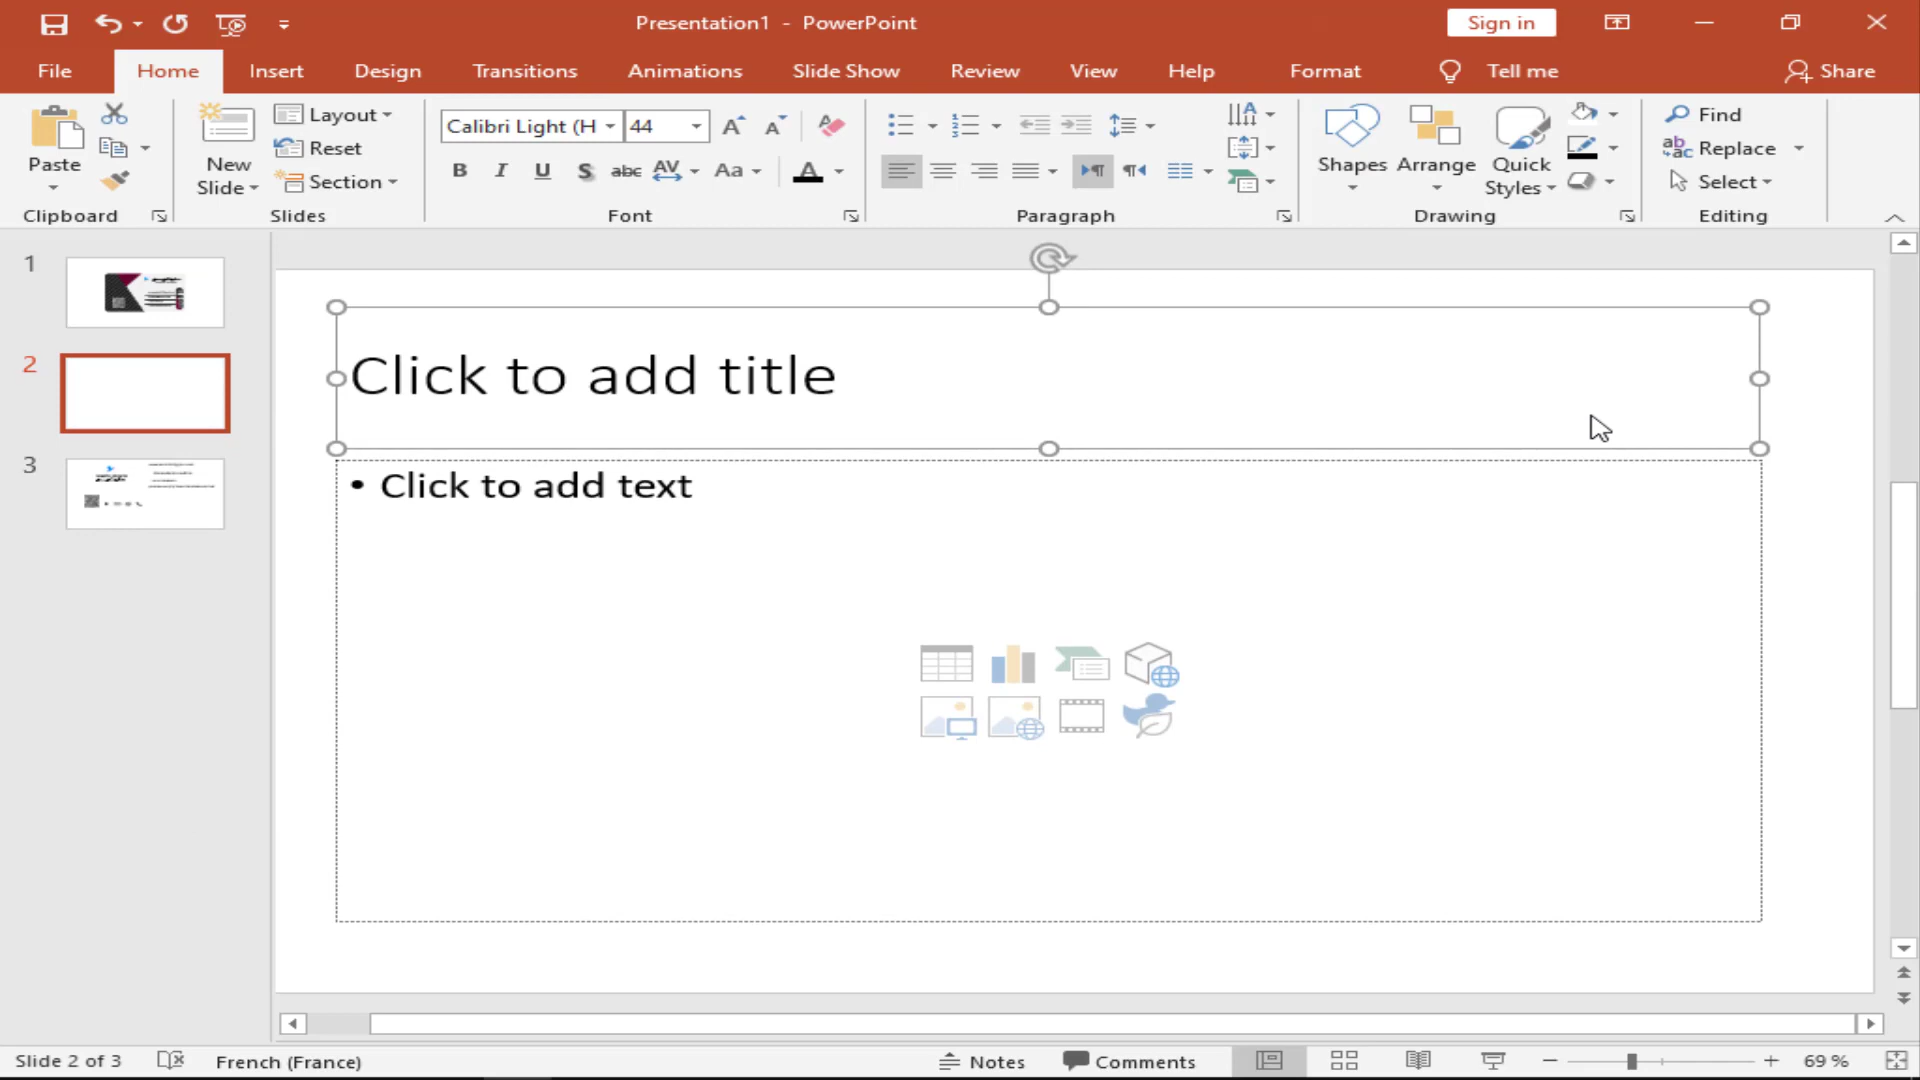 Presentation1 - PowerPoint
Sign in
File Home Insert Design Transitions Animations Slide Show Review View Help Format Tell me Share
Paste
New Slide
Layout
Reset
Section
Calibri Light (H 44
B I U S abc AV Aa A
Shapes
Arrange
Quick Styles
Find
Replace
Select
Clipboard Slides Font Paragraph Drawing Editing
1
2
3
Click to add title
• Click to add text
Slide 2 of 3 French (France) Notes Comments 69 %